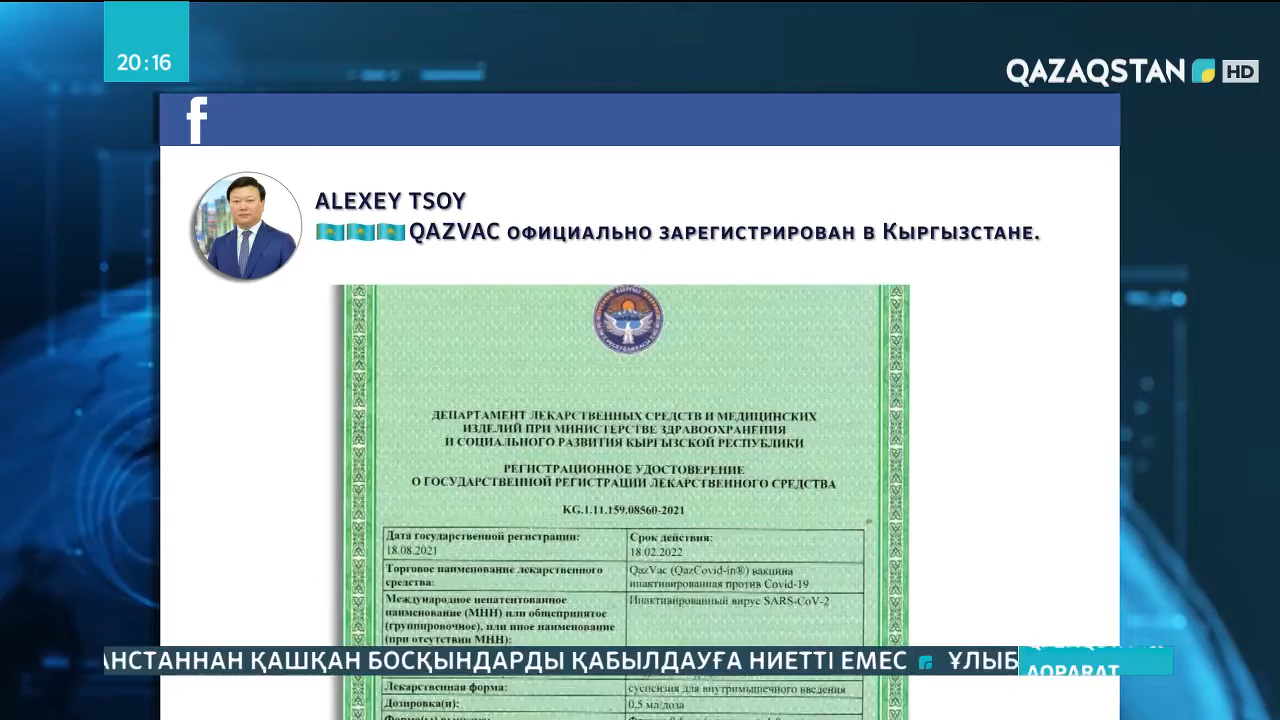 20:16
QAZAQSTAN HD
f
ALEXEY TSOY
QAZVAC официально зарегистрирован в Кыргызстане.
ДЕПАРТАМЕНТ ЛЕКАРСТВЕННЫХ СРЕДСТВ И МЕДИЦИНСКИХ
ИЗДЕЛИЙ ПРИ МИНИСТЕРСТВЕ ЗДРАВООХРАНЕНИЯ
И СОЦИАЛЬНОГО РАЗВИТИЯ КЫРГЫЗСКОЙ РЕСПУБЛИКИ
РЕГИСТРАЦИОННОЕ УДОСТОВЕРЕНИЕ
О ГОСУДАРСТВЕННОЙ РЕГИСТРАЦИИ ЛЕКАРСТВЕННОГО СРЕДСТВА
KG.1.11.159.08560-2021
Дата государственной регистрации:
18.08.2021
Срок действия:
18.02.2022
Торговое наименование лекарственного
средства:
QazVac (QazCovid-in®) вакцина
инактивированная против Covid-19
Международное непатентованное
наименование (МНН) или общепринятое
(группировочное), или иное наименование
(при отсутствии МНН):
Инактивированный вирус SARS-CoV-2
АНСТАННАН ҚАШҚАН БОСҚЫНДАРДЫ ҚАБЫЛДАУҒА НИЕТТІ ЕМЕС ҰЛЫБ
AQPARAT
Лекарственная форма:
суспензия для внутримышечного введения
Дозировка(и):
0,5 мл/доза